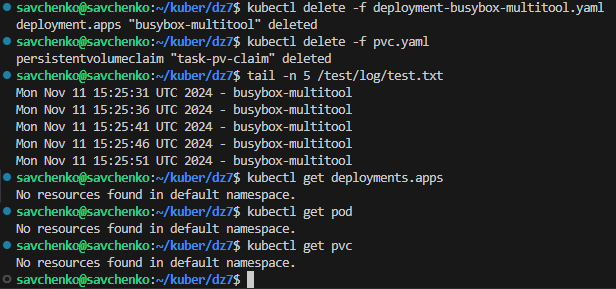 savchenko@savchenko:~/kuber/dz7$ kubectl delete -f deployment-busybox-multitool.yaml
deployment.apps "busybox-multitool" deleted
savchenko@savchenko:~/kuber/dz7$ kubectl delete -f pvc.yaml
persistentvolumeclaim "task-pv-claim" deleted
savchenko@savchenko:~/kuber/dz7$ tail -n 5 /test/log/test.txt
Mon Nov 11 15:25:31 UTC 2024 - busybox-multitool
Mon Nov 11 15:25:36 UTC 2024 - busybox-multitool
Mon Nov 11 15:25:41 UTC 2024 - busybox-multitool
Mon Nov 11 15:25:46 UTC 2024 - busybox-multitool
Mon Nov 11 15:25:51 UTC 2024 - busybox-multitool
savchenko@savchenko:~/kuber/dz7$ kubectl get deployments.apps
No resources found in default namespace.
savchenko@savchenko:~/kuber/dz7$ kubectl get pod
No resources found in default namespace.
savchenko@savchenko:~/kuber/dz7$ kubectl get pvc
No resources found in default namespace.
savchenko@savchenko:~/kuber/dz7$